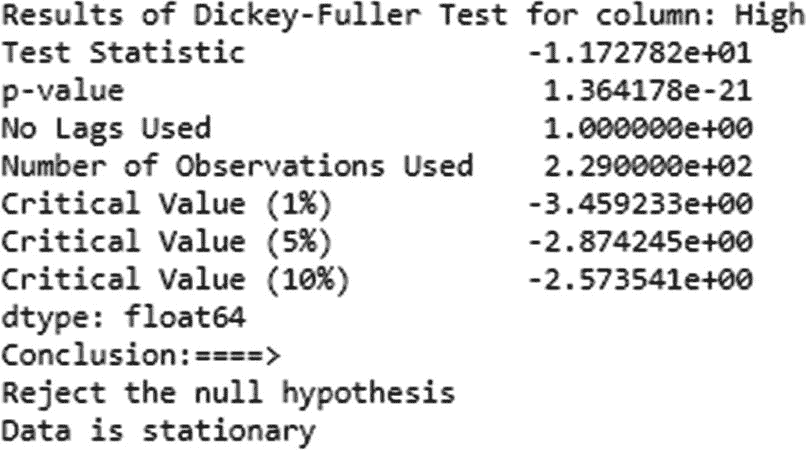 Results of Dickey-Fuller Test for column: High
Test Statistic -1.172782e+01
p-value 1.364178e-21
No Lags Used 1.000000e+00
Number of Observations Used 2.290000e+02
Critical Value (1%) -3.459233e+00
Critical Value (5%) -2.874245e+00
Critical Value (10%) -2.573541e+00
dtype: float64
Conclusion:====>
Reject the null hypothesis
Data is stationary